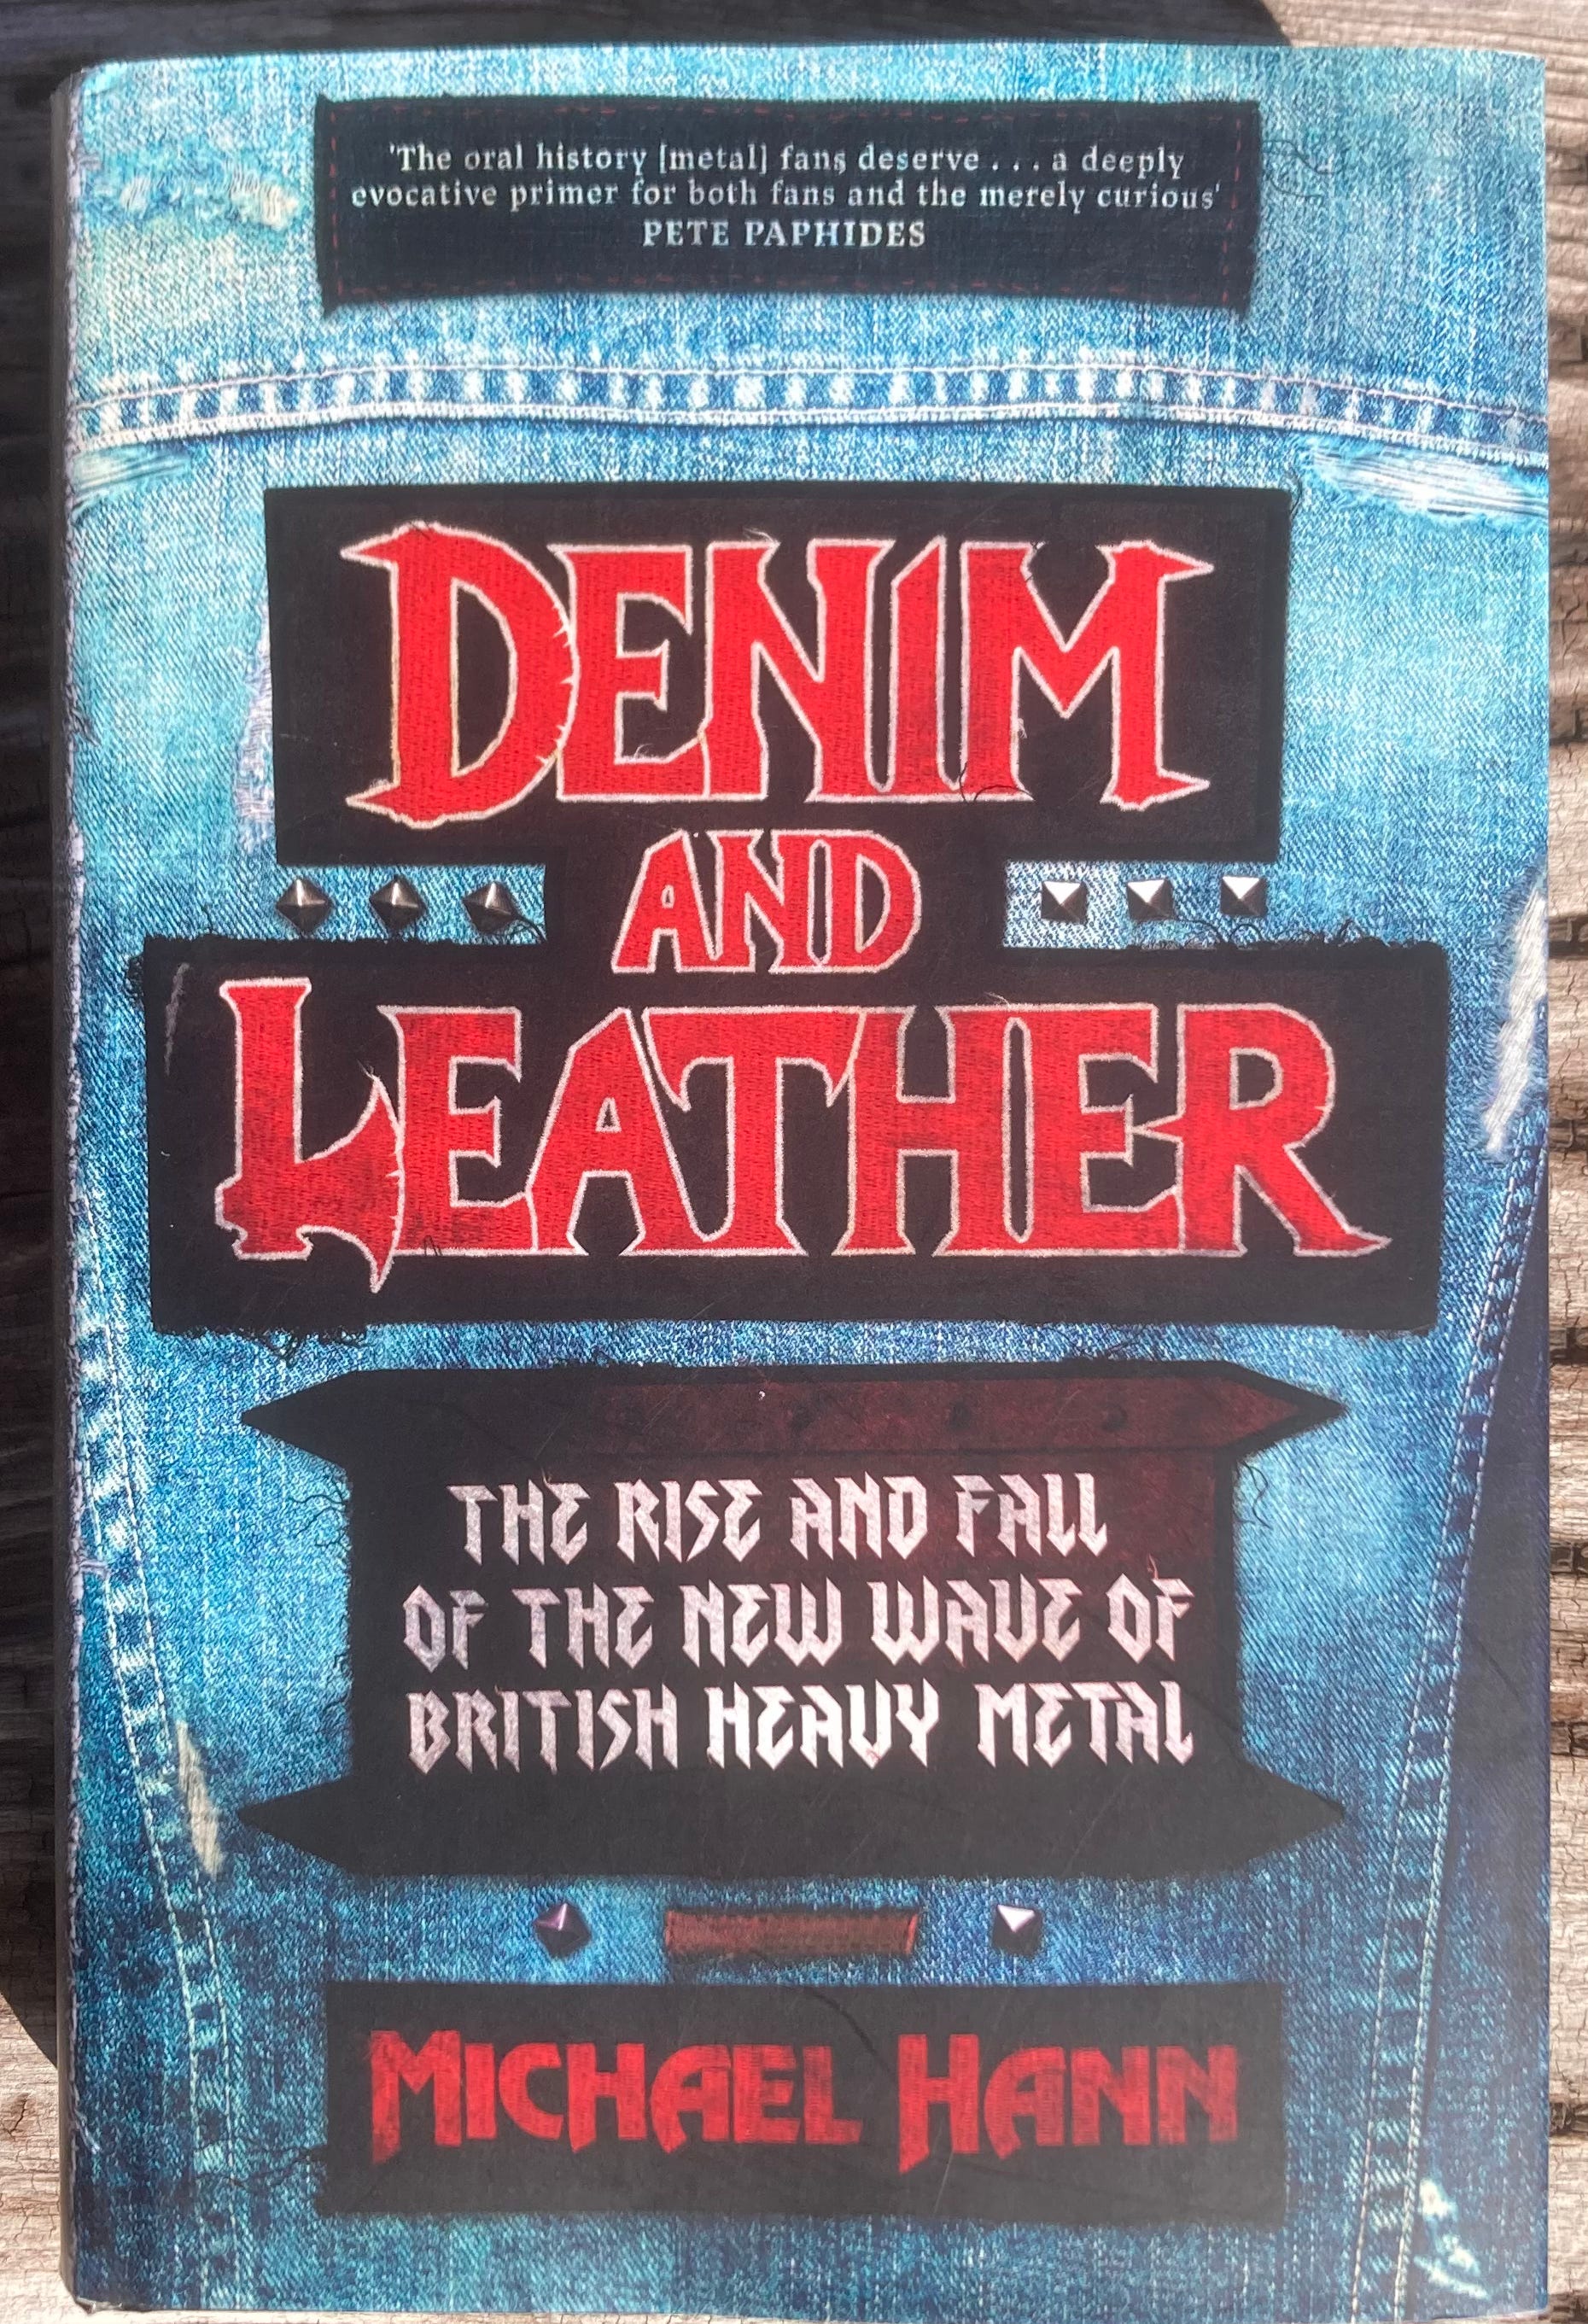 'The oral history [metal] fans deserve . . . a deeply
evocative primer for both fans and the merely curious'
PETE PAPHIDES
DENIM
AND
LEATHER
THE RISE AND FALL
OF THE NEW WAVE OF
BRITISH HEAVY METAL
MICHAEL HANN